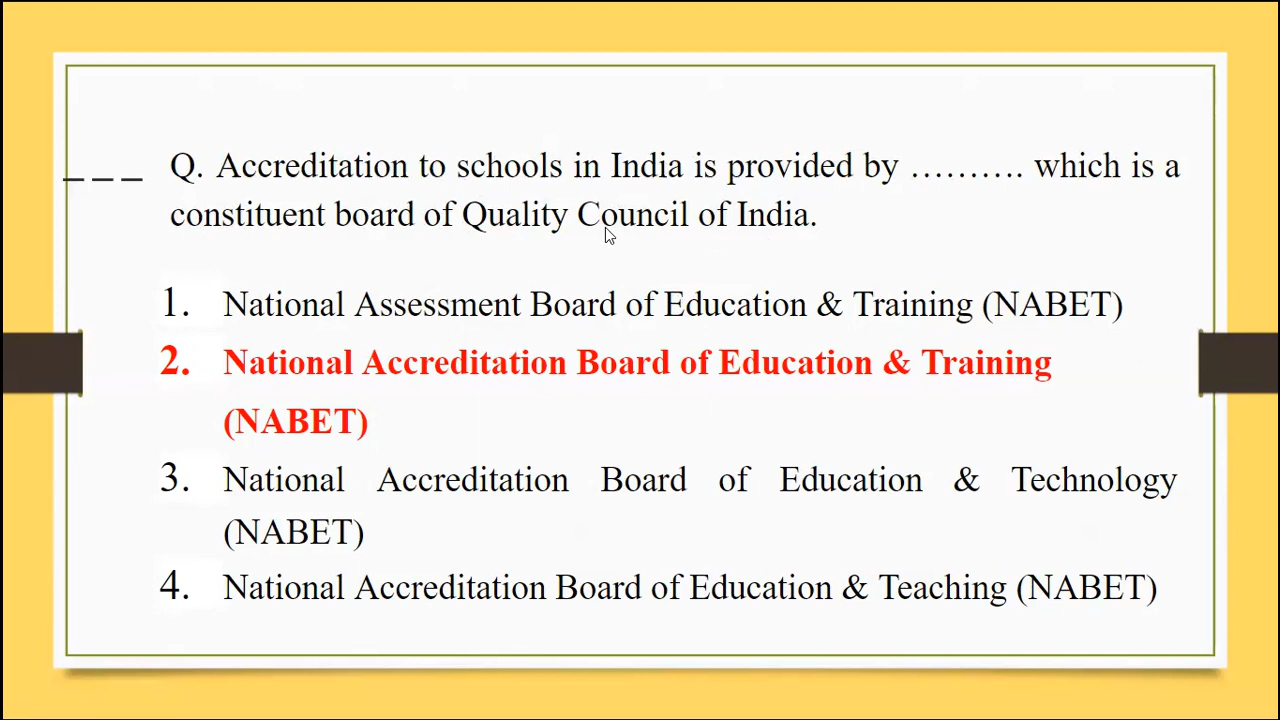 _ _ _ Q. Accreditation to schools in India is provided by ………. which is a
constituent board of Quality Council of India.
1. National Assessment Board of Education & Training (NABET)
2. National Accreditation Board of Education & Training
(NABET)
3. National Accreditation Board of Education & Technology
(NABET)
4. National Accreditation Board of Education & Teaching (NABET)